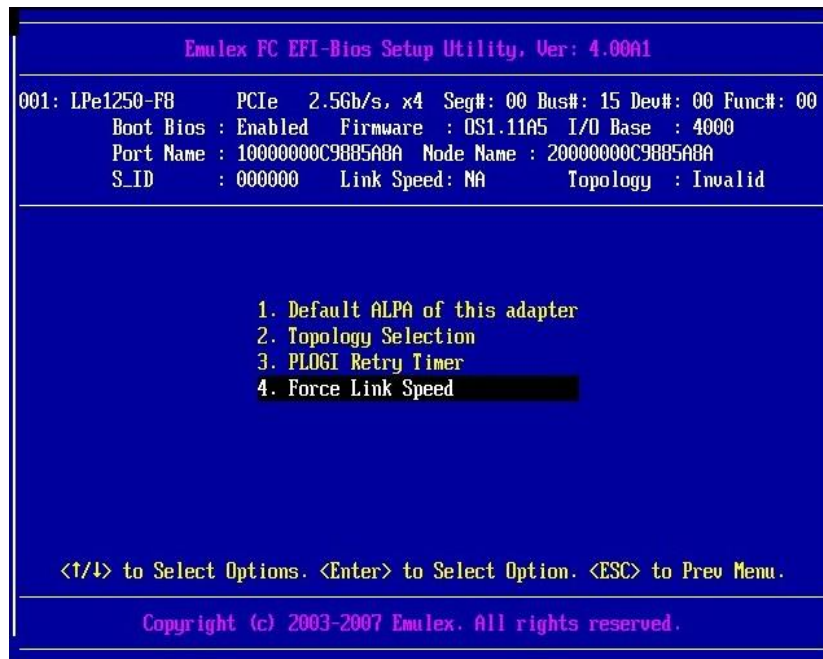 Emulex FC EFI-Bios Setup Utility, Ver: 4.00A1
001: LPe1250-F8 PCIe 2.5Gb/s, x4 Seg#: 00 Bus#: 15 Dev#: 00 Func#: 00
Boot Bios : Enabled Firmware : OS1.11A5 I/O Base : 4000
Port Name : 10000000C9885A8A Node Name : 20000000C9885A8A
S_ID : 000000 Link Speed: NA Topology : Invalid
1. Default ALPA of this adapter
2. Topology Selection
3. PLOGI Retry Timer
4. Force Link Speed
<↑/↓> to Select Options. <Enter> to Select Option. <ESC> to Prev Menu.
Copyright (c) 2003-2007 Emulex. All rights reserved.